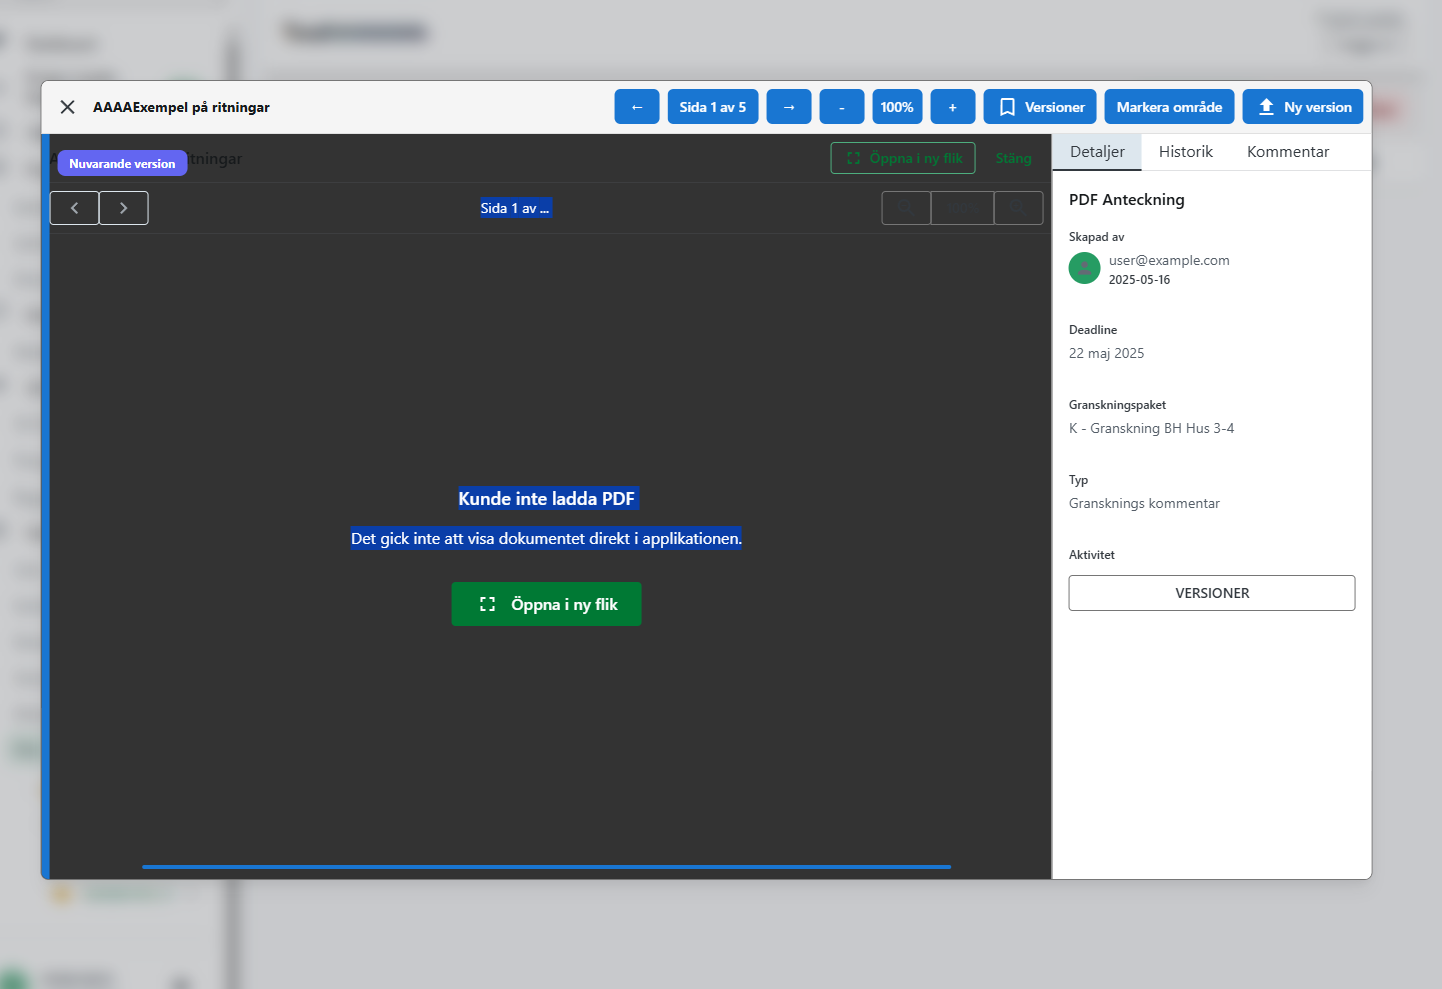 AAAAExempel på ritningar
←
Sida 1 av 5
→
-
100%
+
Versioner
Markera område
Ny version
Nuvarande version
ritningar
Öppna i ny flik
Stäng
Sida 1 av ...
Kunde inte ladda PDF
Det gick inte att visa dokumentet direkt i applikationen.
Öppna i ny flik
Detaljer
Historik
Kommentar
PDF Anteckning
Skapad av
user@example.com
2025-05-16
Deadline
22 maj 2025
Granskningspaket
K - Granskning BH Hus 3-4
Typ
Gransknings kommentar
Aktivitet
VERSIONER